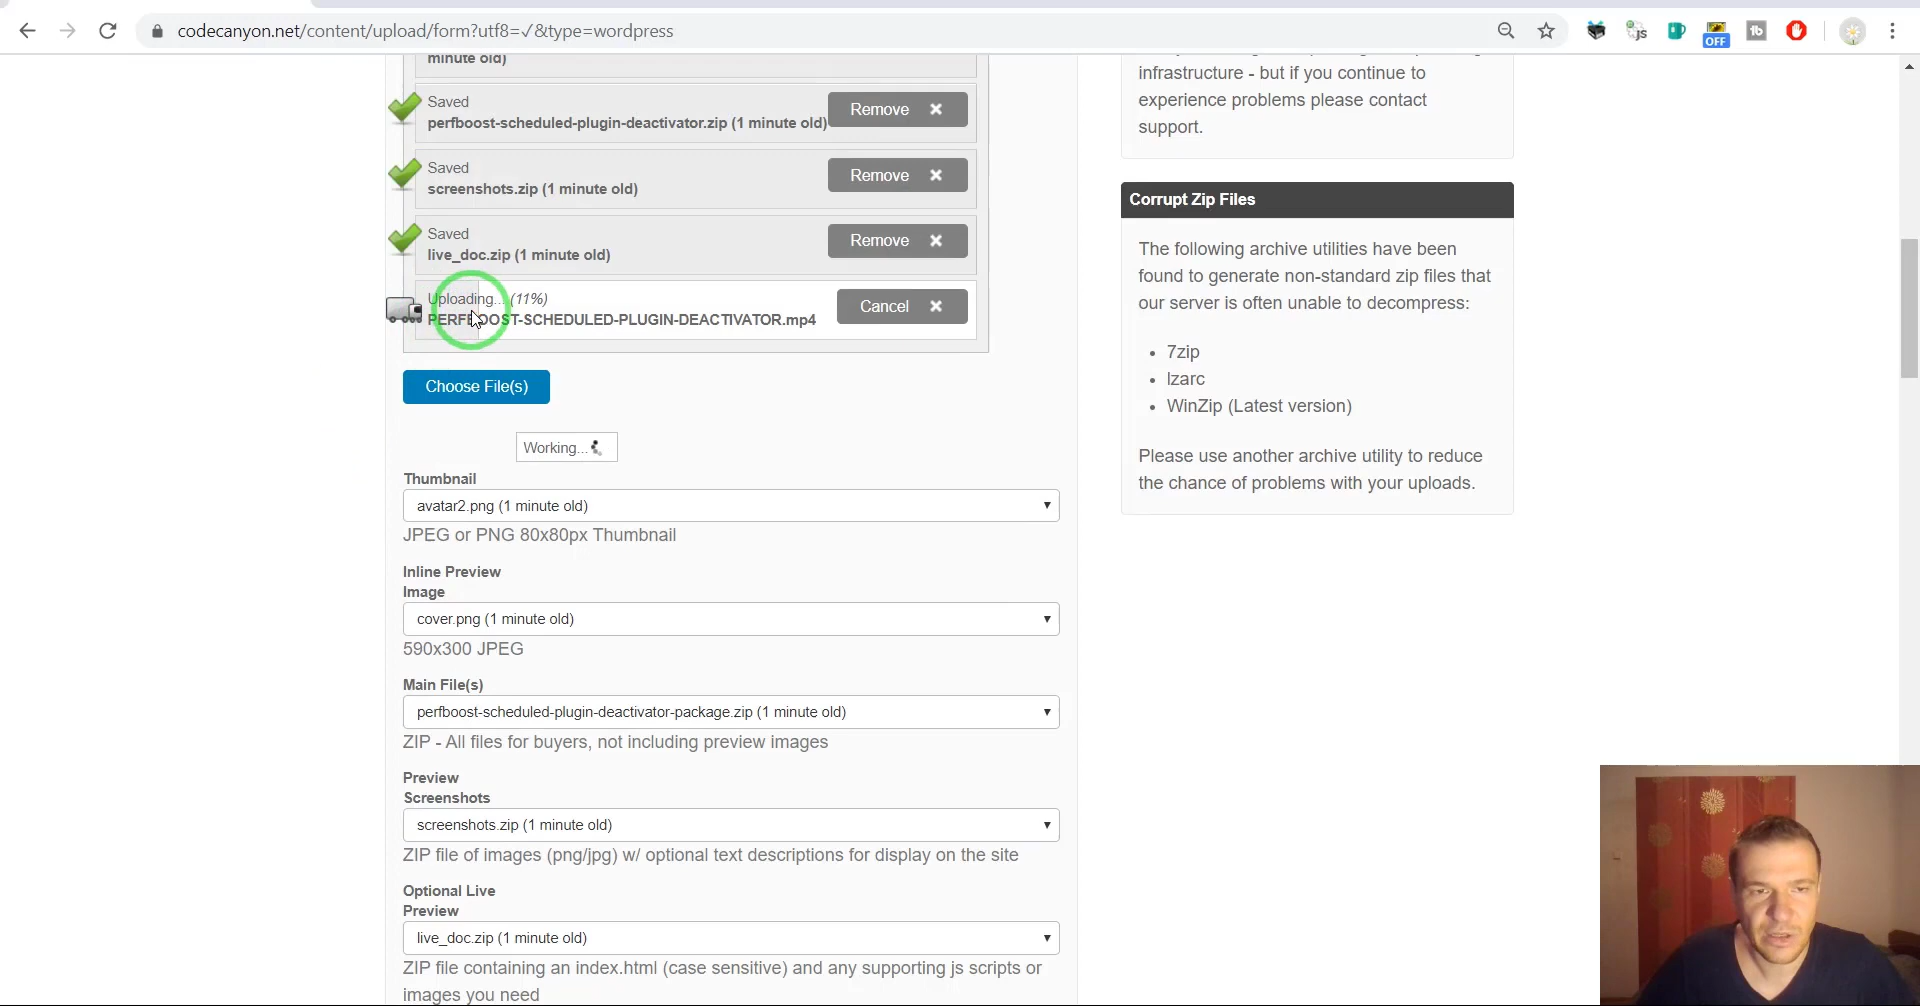 codecanyon.net/content/upload/form?utf8=✓&type=wordpress
js
OFF
tb
minute old)
Saved
perfboost-scheduled-plugin-deactivator.zip (1 minute old)
Remove
Saved
screenshots.zip (1 minute old)
Remove
Saved
live_doc.zip (1 minute old)
Remove
Uploading... (11%)
PERFBOOST-SCHEDULED-PLUGIN-DEACTIVATOR.mp4
Cancel
Choose File(s)
Working...
Thumbnail
avatar2.png (1 minute old)
JPEG or PNG 80x80px Thumbnail
Inline Preview
Image
cover.png (1 minute old)
590x300 JPEG
Main File(s)
perfboost-scheduled-plugin-deactivator-package.zip (1 minute old)
ZIP - All files for buyers, not including preview images
Preview
Screenshots
screenshots.zip (1 minute old)
ZIP file of images (png/jpg) w/ optional text descriptions for display on the site
Optional Live
Preview
live_doc.zip (1 minute old)
ZIP file containing an index.html (case sensitive) and any supporting js scripts or
images you need
infrastructure - but if you continue to
experience problems please contact
support.
Corrupt Zip Files
The following archive utilities have been
found to generate non-standard zip files that
our server is often unable to decompress:
7zip
lzarc
WinZip (Latest version)
Please use another archive utility to reduce
the chance of problems with your uploads.